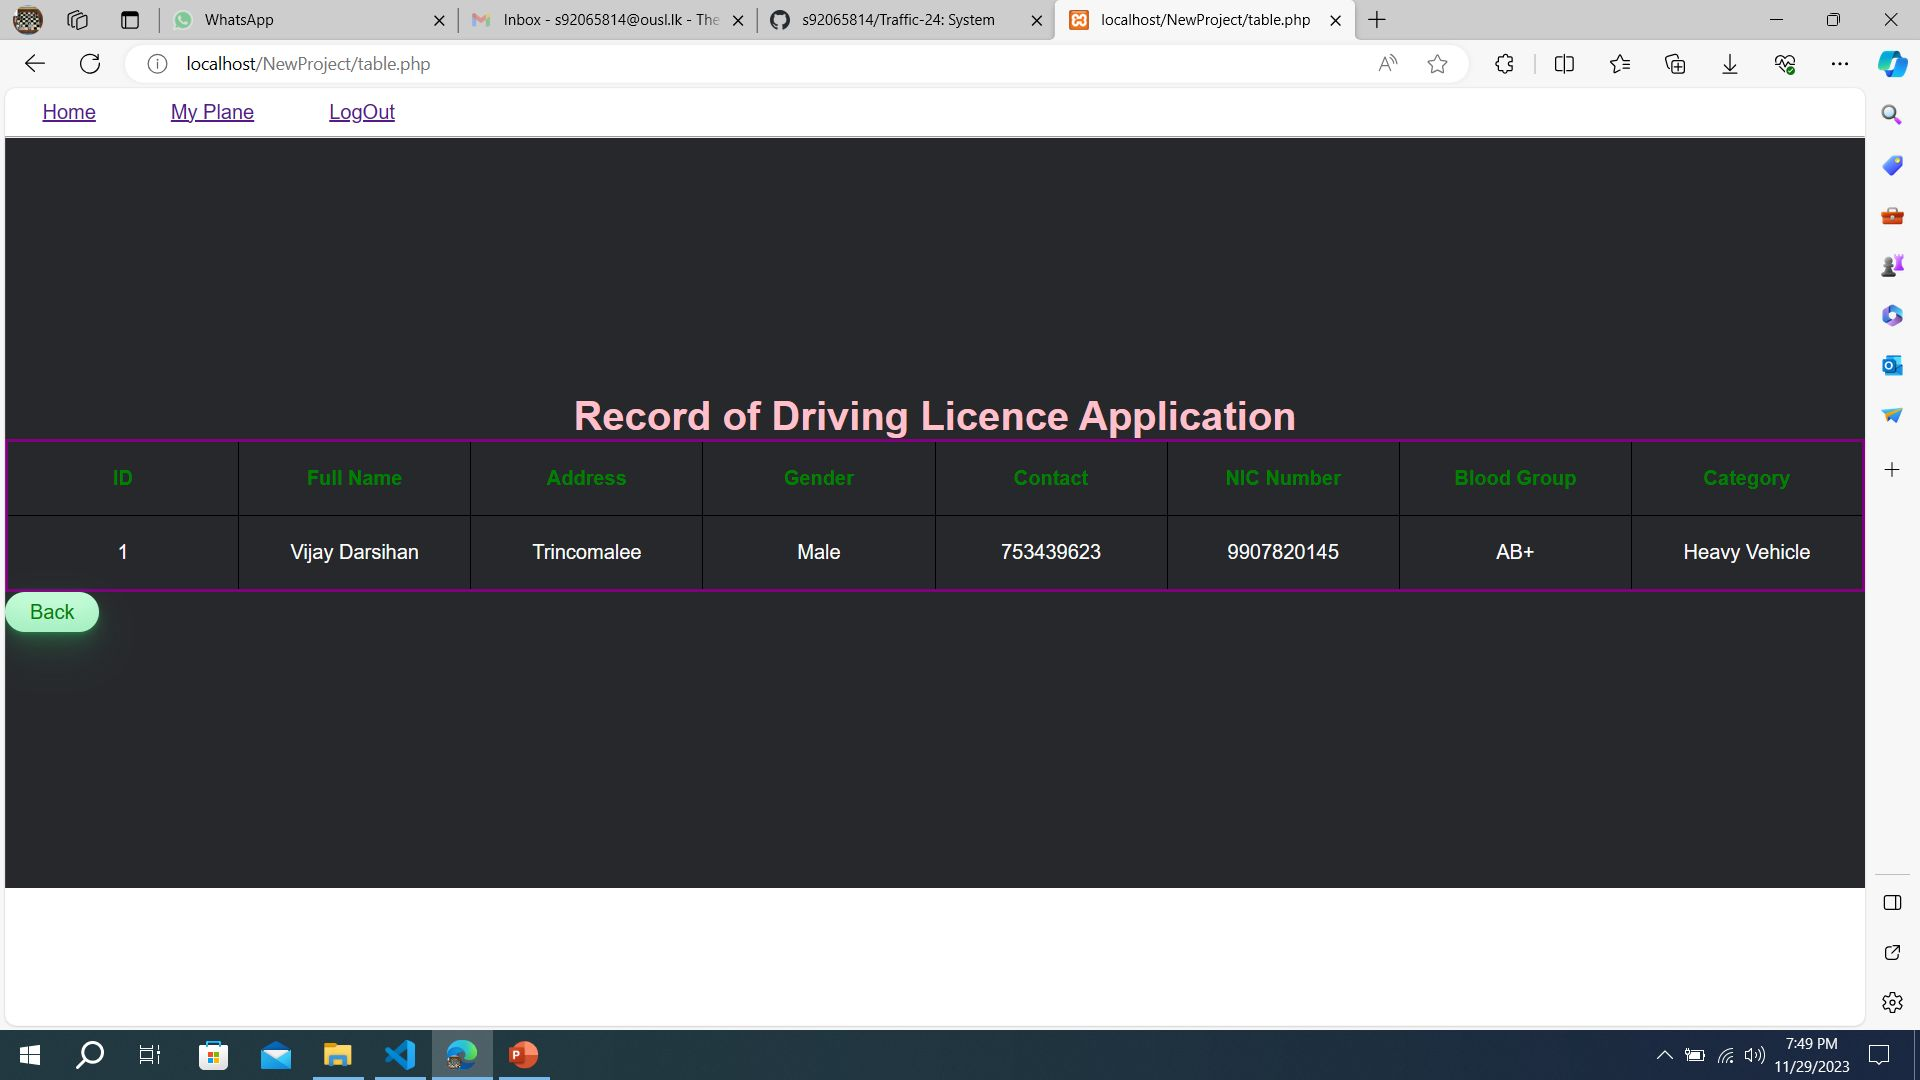 WhatsApp
Inbox - s92065814@ousl.lk - The
s92065814/Traffic-24: System
localhost/NewProject/table.php
localhost/NewProject/table.php
Home My Plane LogOut
Record of Driving Licence Application
ID Full Name Address Gender Contact NIC Number Blood Group Category
1 Vijay Darsihan Trincomalee Male 753439623 9907820145 AB+ Heavy Vehicle
Back
7:49 PM
11/29/2023